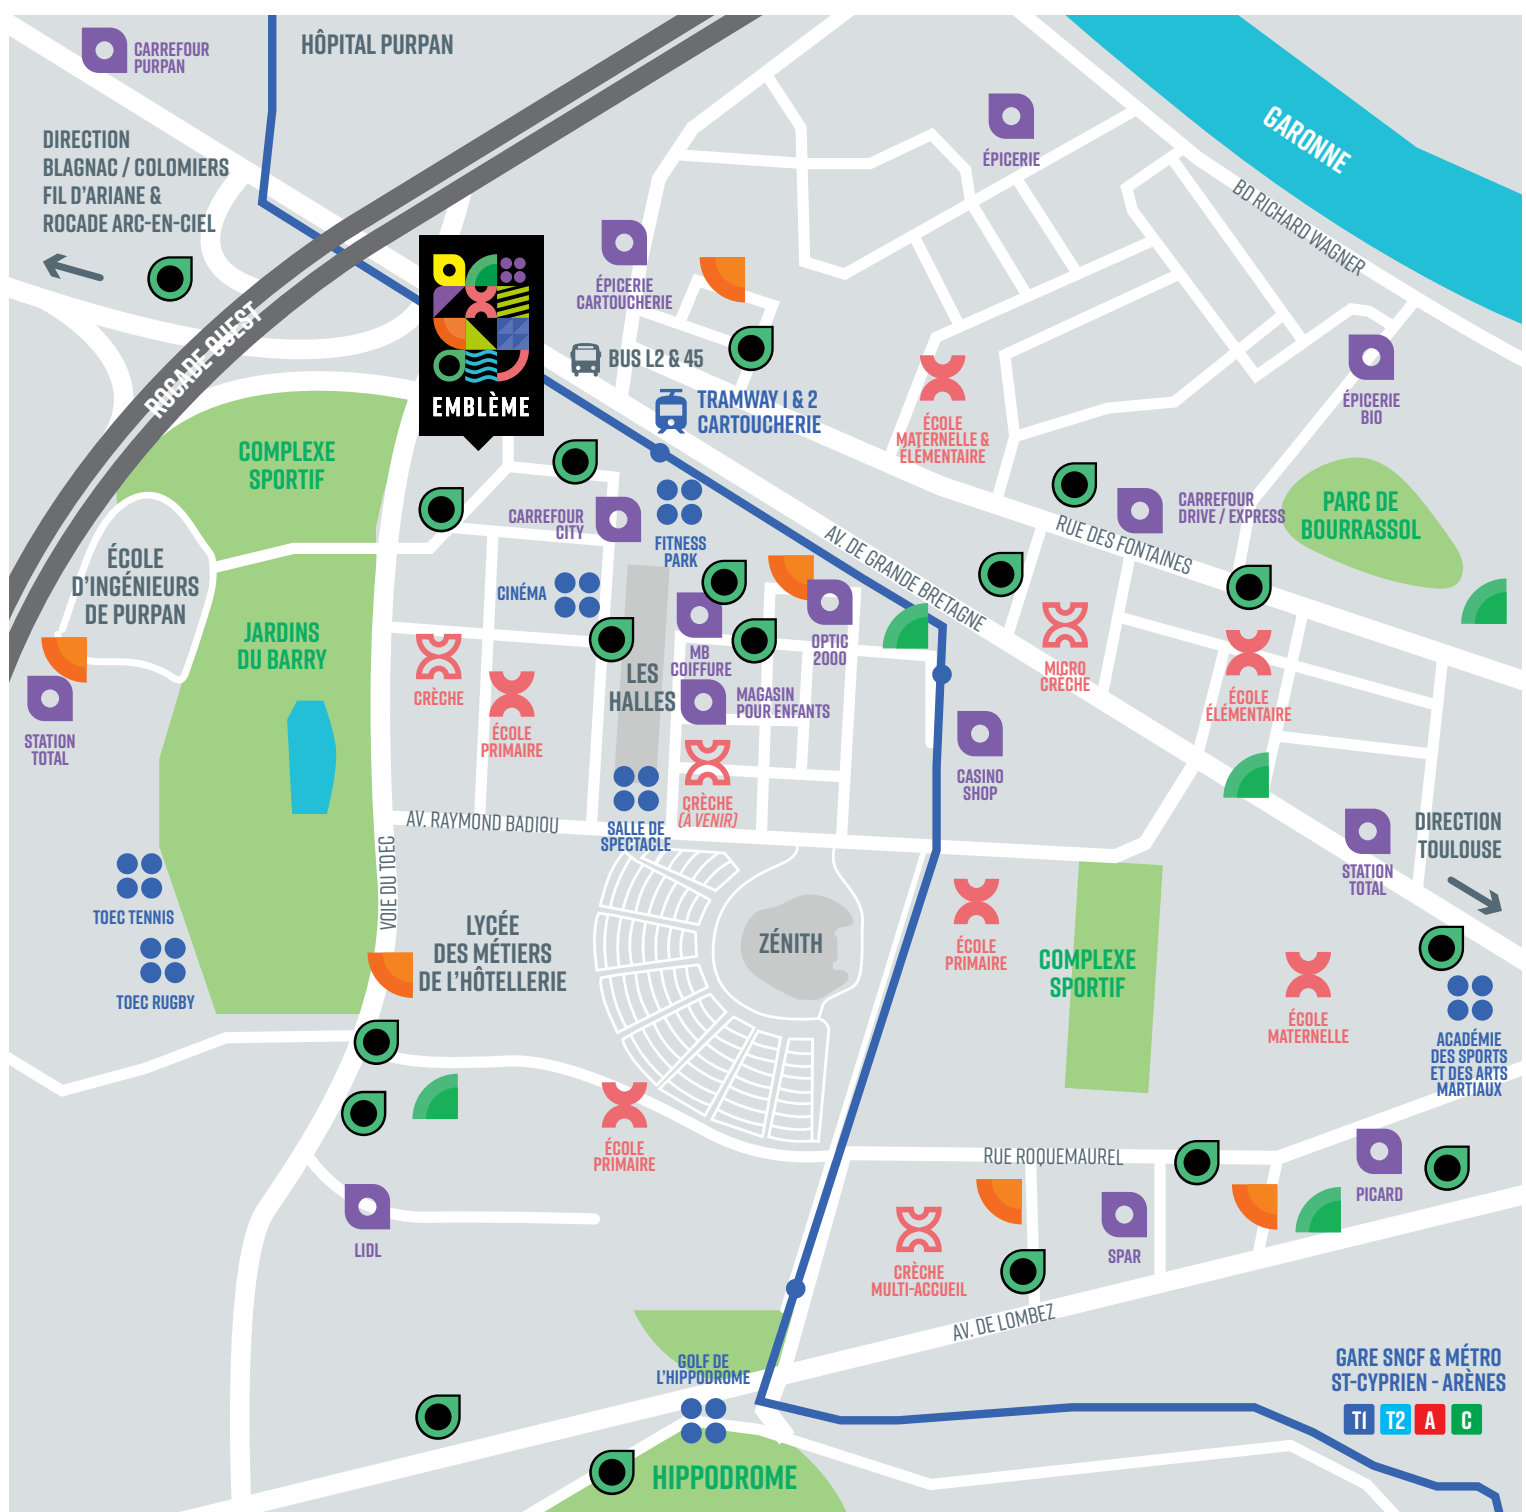 CARREFOUR
PURPAN
HÔPITAL PURPAN
DIRECTION
BLAGNAC / COLOMIERS
FIL D'ARIANE &
ROCADE ARC-EN-CIEL
GARONNE
ÉPICERIE
BD RICHARD WAGNER
ROCADE OUEST
EMBLÈME
ÉPICERIE
CARTOUCHERIE
BUS L2 & 45
TRAMWAY 1 & 2
CARTOUCHERIE
ÉCOLE
MATERNELLE &
ÉLÉMENTAIRE
ÉPICERIE
BIO
COMPLEXE
SPORTIF
CARREFOUR
CITY
FITNESS
PARK
AV. DE GRANDE BRETAGNE
RUE DES FONTAINES
CARREFOUR
DRIVE / EXPRESS
PARC DE
BOURRASSOL
ÉCOLE
D'INGÉNIEURS
DE PURPAN
CINÉMA
JARDINS
DU BARRY
CRÈCHE
ÉCOLE
PRIMAIRE
LES
HALLES
MB
COIFFURE
OPTIC
2000
MAGASIN
POUR ENFANTS
MICRO
CRÈCHE
ÉCOLE
ÉLÉMENTAIRE
STATION
TOTAL
CASINO
SHOP
CRÈCHE
(À VENIR)
SALLE DE
SPECTACLE
AV. RAYMOND BADIOU
VOIE DU TOEC
STATION
TOTAL
DIRECTION
TOULOUSE
TOEC TENNIS
TOEC RUGBY
LYCÉE
DES MÉTIERS
DE L'HÔTELLERIE
ZÉNITH
ÉCOLE
PRIMAIRE
COMPLEXE
SPORTIF
ÉCOLE
MATERNELLE
ACADÉMIE
DES SPORTS
ET DES ARTS
MARTIAUX
ÉCOLE
PRIMAIRE
RUE ROQUEMAUREL
PICARD
LIDL
CRÈCHE
MULTI-ACCUEIL
SPAR
AV. DE LOMBEZ
GOLF DE
L'HIPPODROME
HIPPODROME
GARE SNCF & MÉTRO
ST-CYPRIEN - ARÈNES
T1 T2 A C